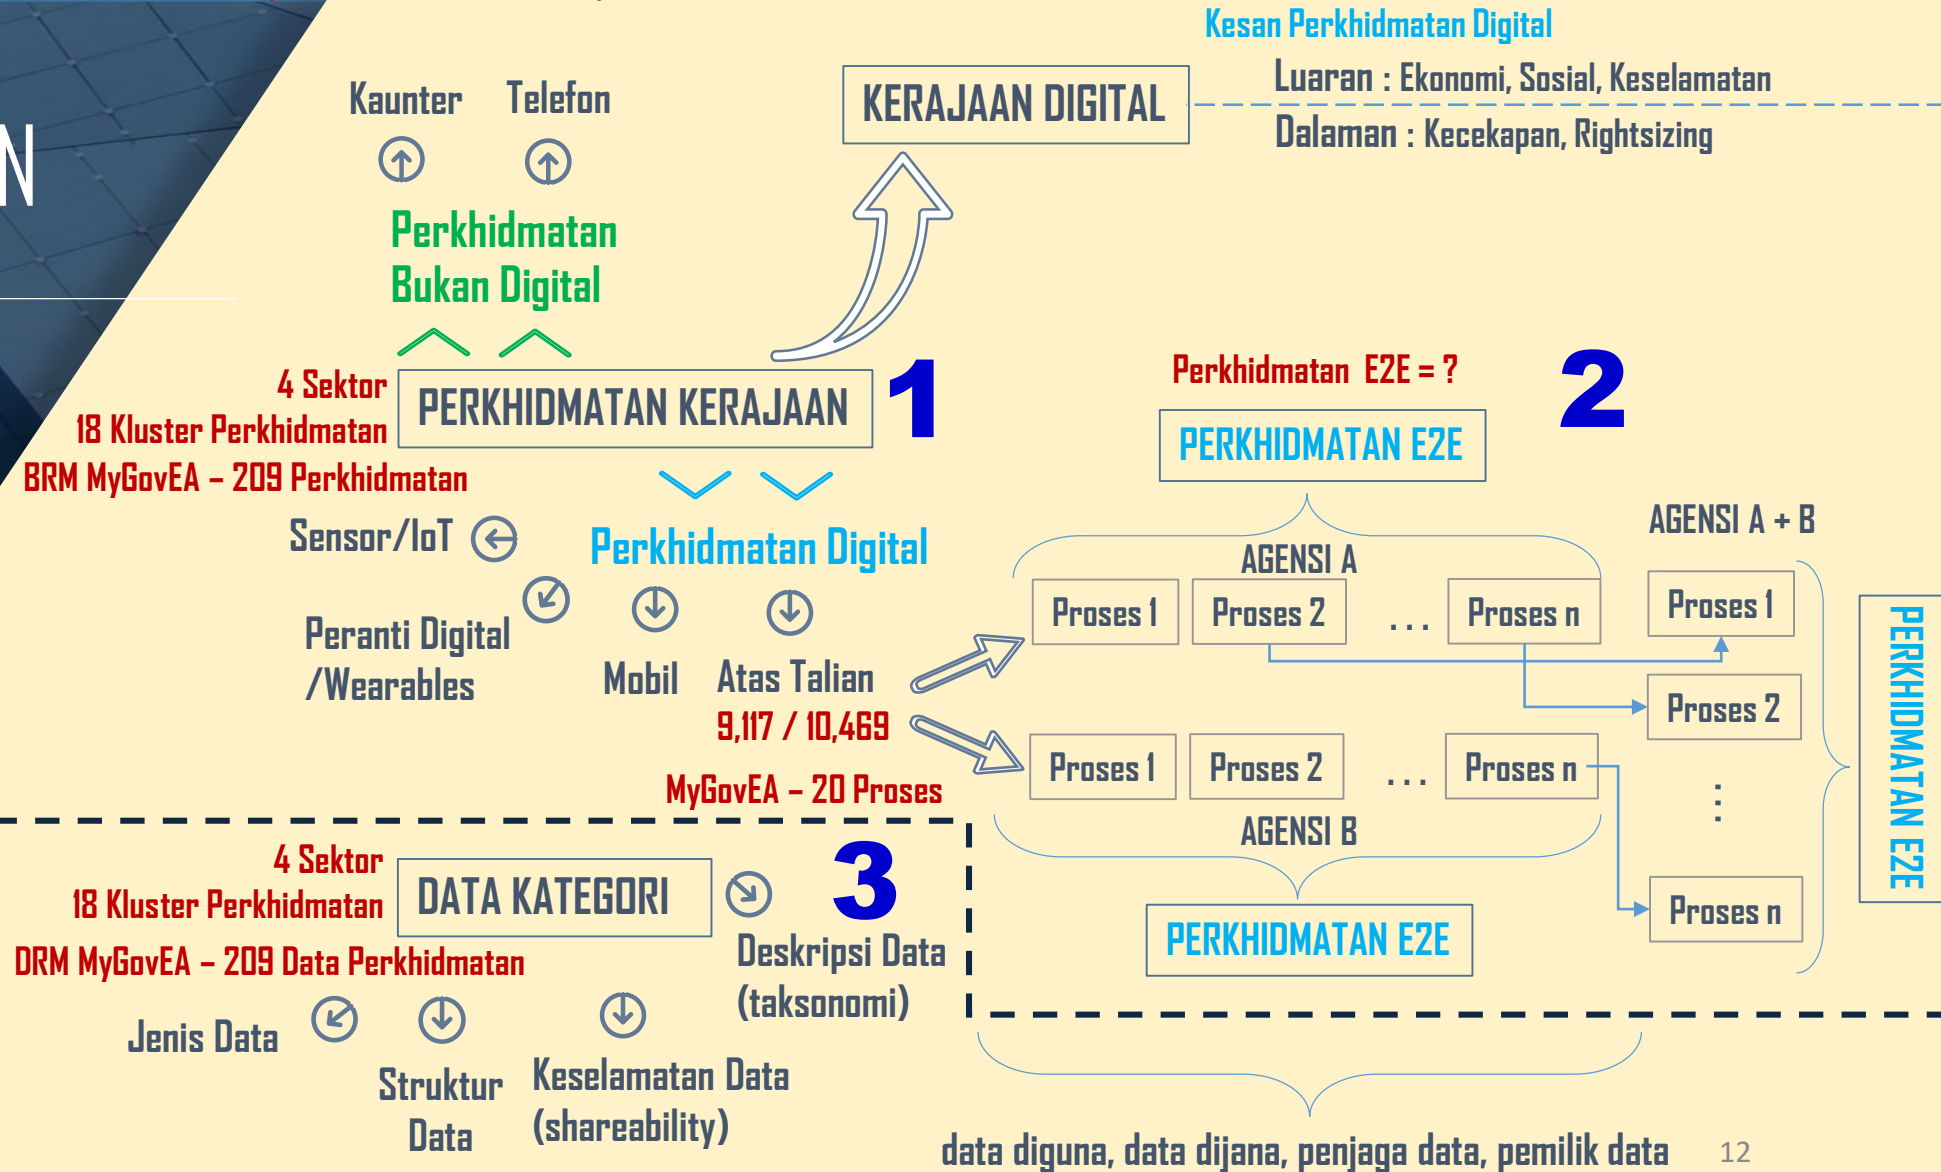 N
Kesan Perkhidmatan Digital
Luaran : Ekonomi, Sosial, Keselamatan
Dalaman : Kecekapan, Rightsizing
KERAJAAN DIGITAL
Kaunter
Telefon
Perkhidmatan
Bukan Digital
4 Sektor
18 Kluster Perkhidmatan
BRM MyGovEA – 209 Perkhidmatan
PERKHIDMATAN KERAJAAN
1
Sensor/IoT
Perkhidmatan Digital
Peranti Digital
/Wearables
Mobil
Atas Talian
9,117 / 10,469
MyGovEA – 20 Proses
Perkhidmatan E2E = ?
2
PERKHIDMATAN E2E
AGENSI A
Proses 1
Proses 2
. . .
Proses n
Proses 1
Proses 2
. . .
Proses n
AGENSI B
PERKHIDMATAN E2E
AGENSI A + B
Proses 1
Proses 2
. . .
Proses n
PERKHIDMATAN E2E
4 Sektor
18 Kluster Perkhidmatan
DRM MyGovEA – 209 Data Perkhidmatan
DATA KATEGORI
3
Deskripsi Data
(taksonomi)
Jenis Data
Struktur
Data
Keselamatan Data
(shareability)
data diguna, data dijana, penjaga data, pemilik data
12